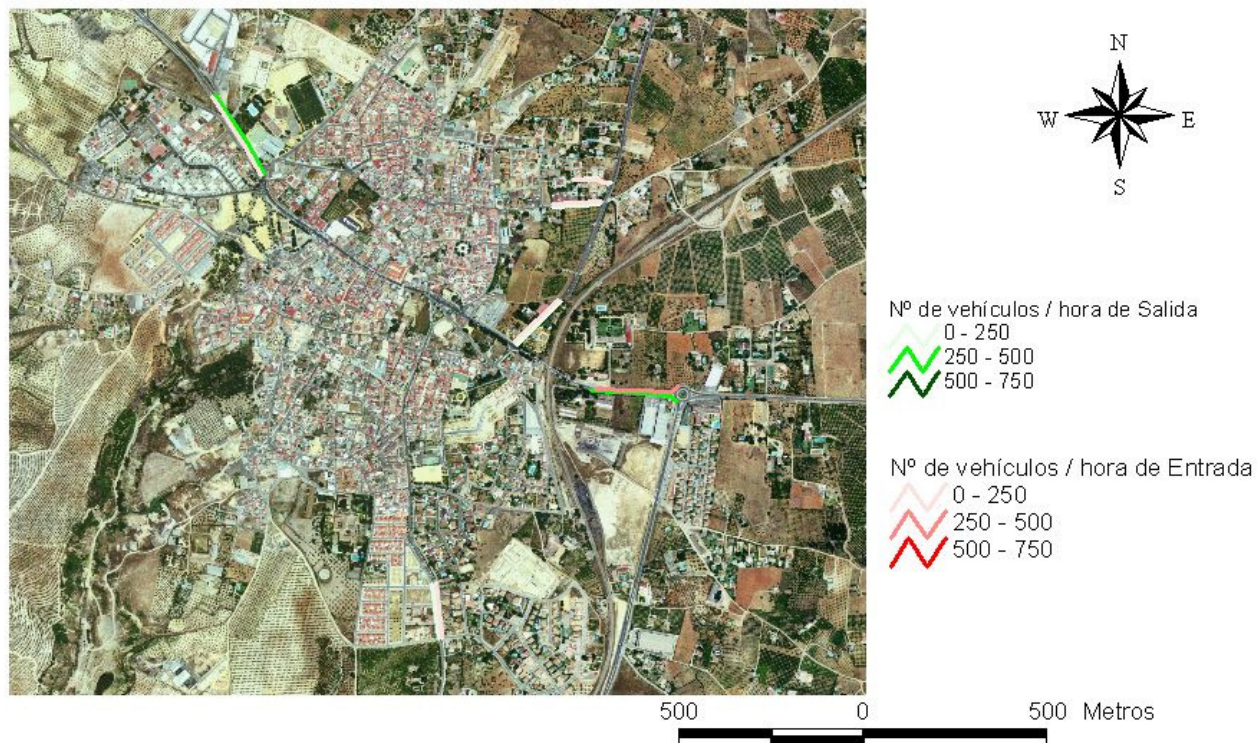 N
W E
S
Nº de vehículos / hora de Salida
0 - 250
250 - 500
500 - 750
Nº de vehículos / hora de Entrada
0 - 250
250 - 500
500 - 750
500 0 500 Metros